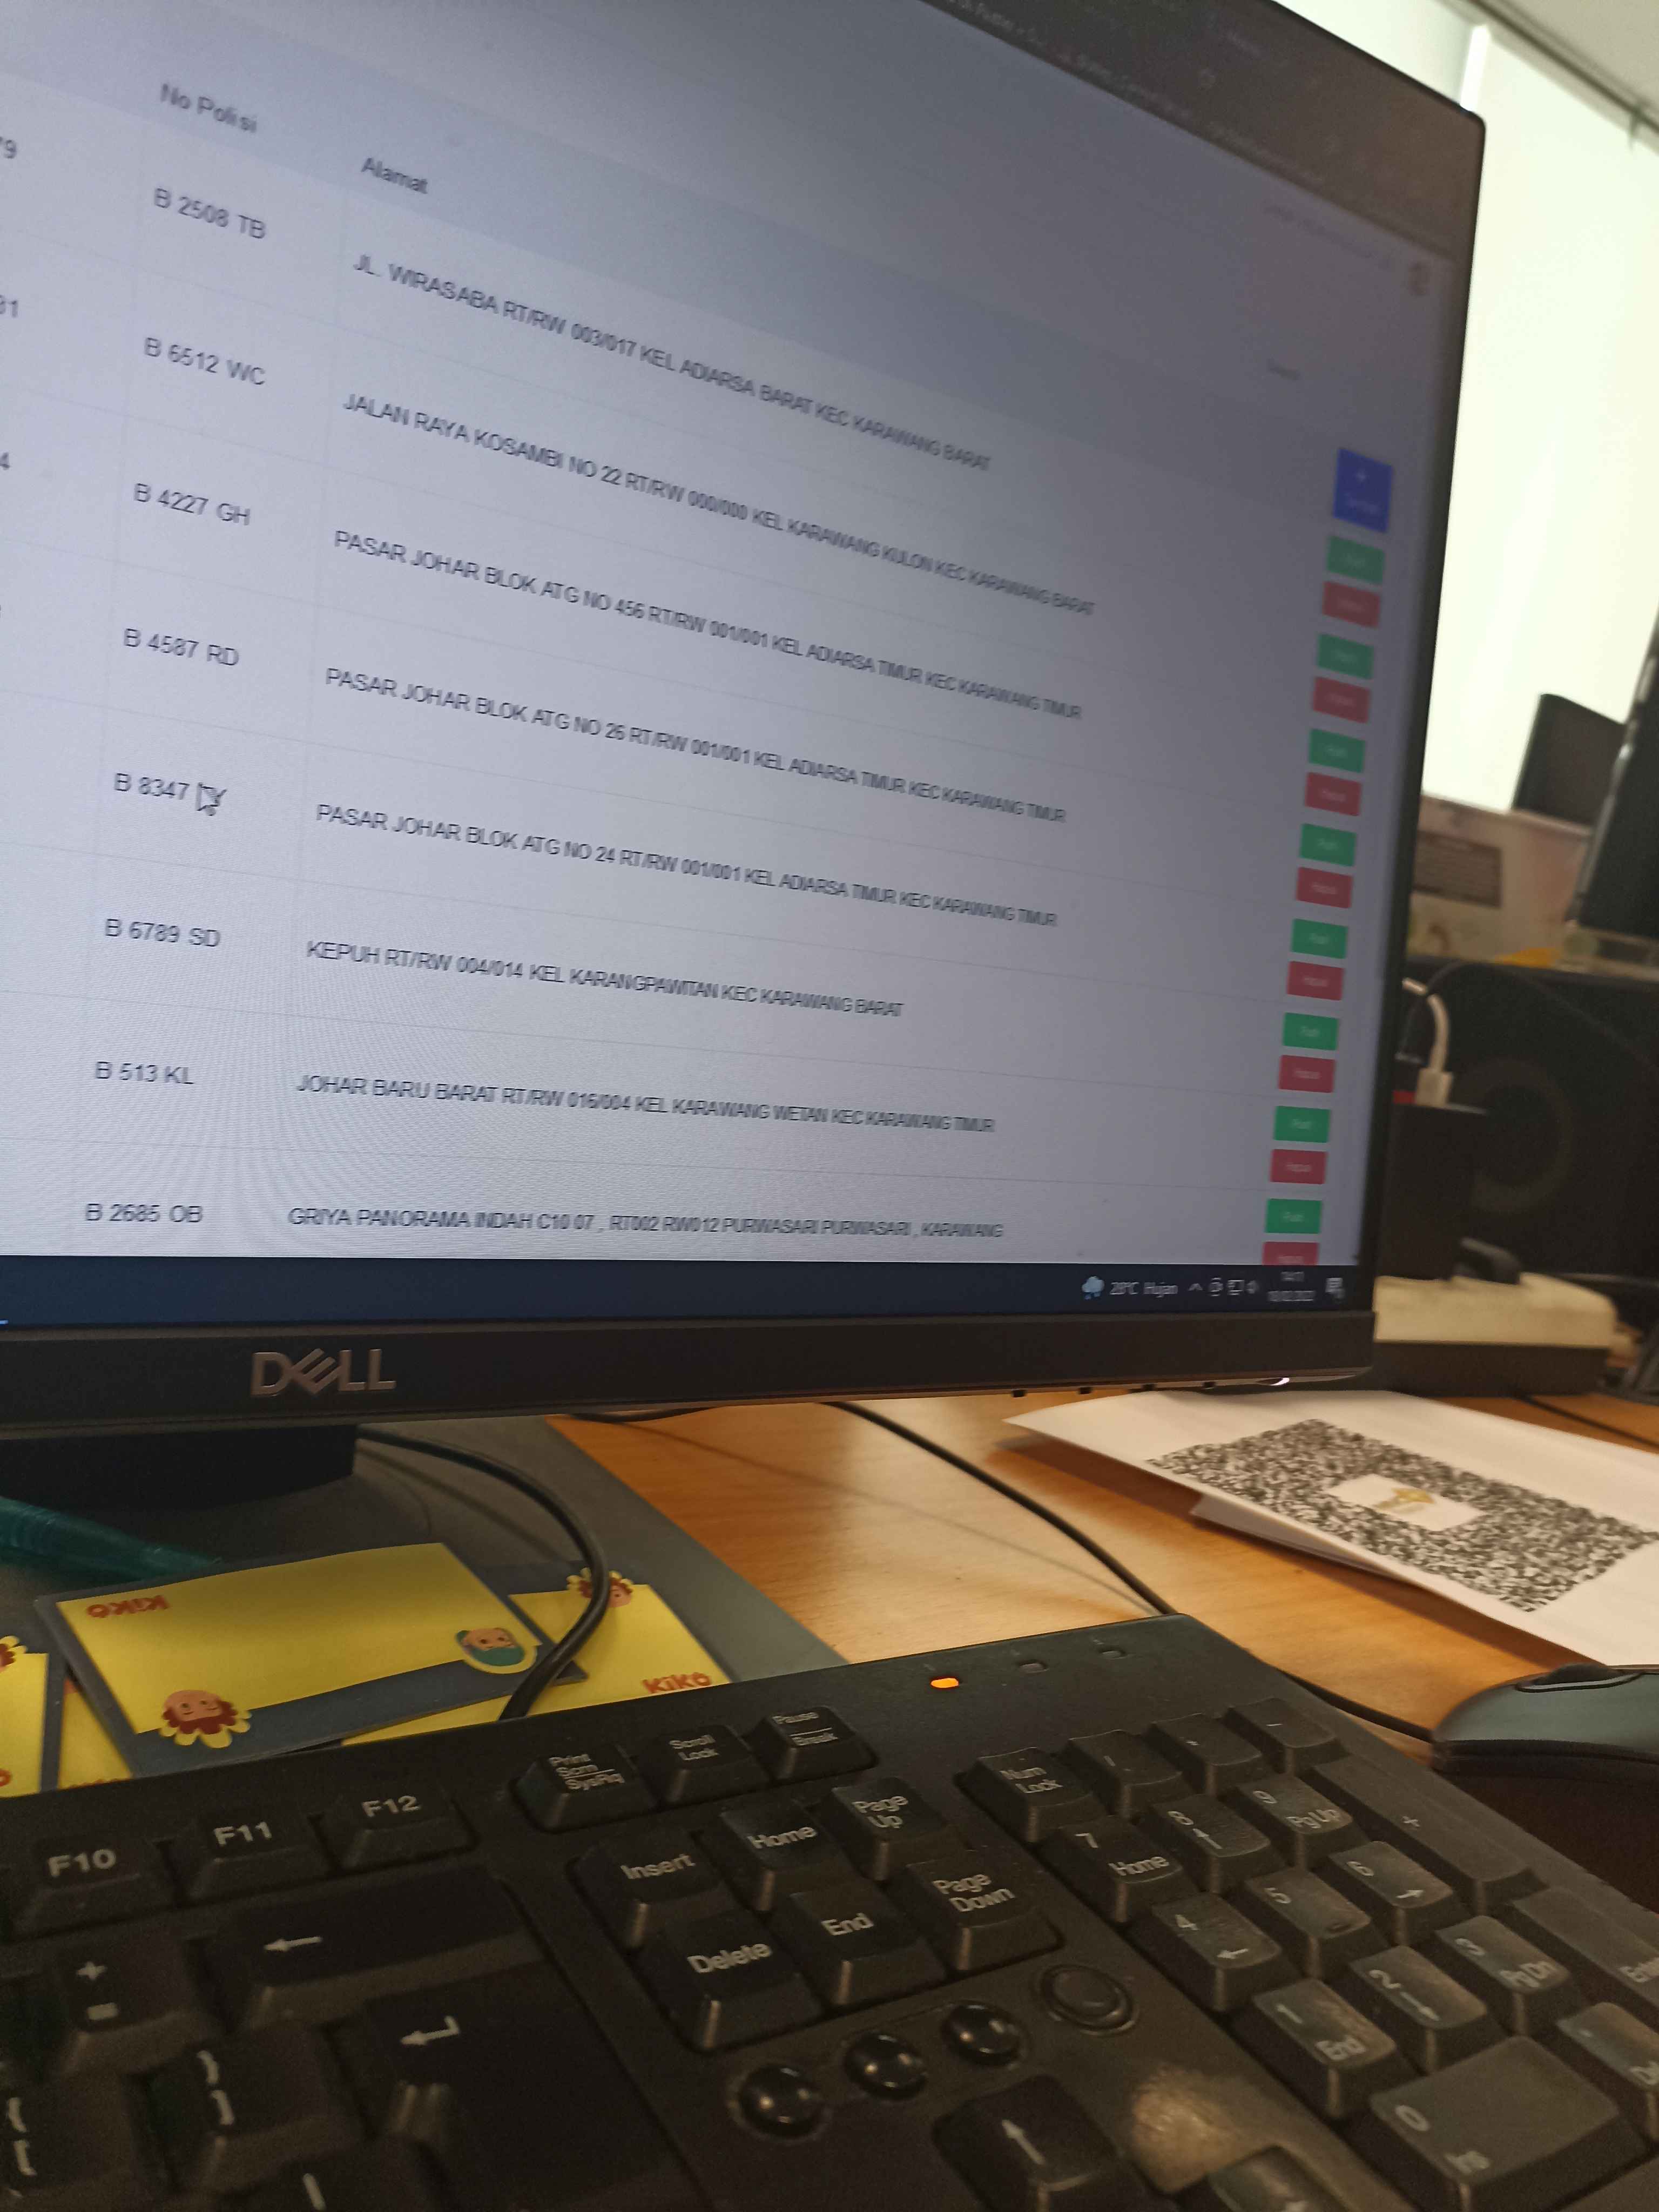 No Polisi Alamat
B 2508 TB JL. WIRASABA RT/RW 003/017 KEL ADIARSA BARAT KEC KARAWANG BARAT
B 6512 WC JALAN RAYA KOSAMBI NO 22 RT/RW 000/000 KEL KARAWANG KULON KEC KARAWANG BARAT
B 4227 GH PASAR JOHAR BLOK ATG NO 456 RT/RW 001/001 KEL ADIARSA TIMUR KEC KARAWANG TIMUR
B 4587 RD PASAR JOHAR BLOK ATG NO 26 RT/RW 001/001 KEL ADIARSA TIMUR KEC KARAWANG TIMUR
B 8347 PASAR JOHAR BLOK ATG NO 24 RT/RW 001/001 KEL ADIARSA TIMUR KEC KARAWANG TIMUR
B 6789 SD KEPUH RT/RW 004/014 KEL KARANGPAWITAN KEC KARAWANG BARAT
B 513 KL JOHAR BARU BARAT RT/RW 016/004 KEL KARAWANG WETAN KEC KARAWANG TIMUR
B 2685 OB GRIYA PANORAMA INDAH C10 07 , RT002 RW012 PURWASARI PURWASARI , KARAWANG
28°C Hujan
DELL
KIKO
KIKO
Print Scrn SysRq
Scroll Lock
Pause Break
F10 F11 F12
Insert Home Page Up
Delete End Page Down
Num Lock / * -
7 Home 8 9 PgUp +
4 5 6
1 End 2 3 PgDn
0 Ins
+
=
}
]
{
[